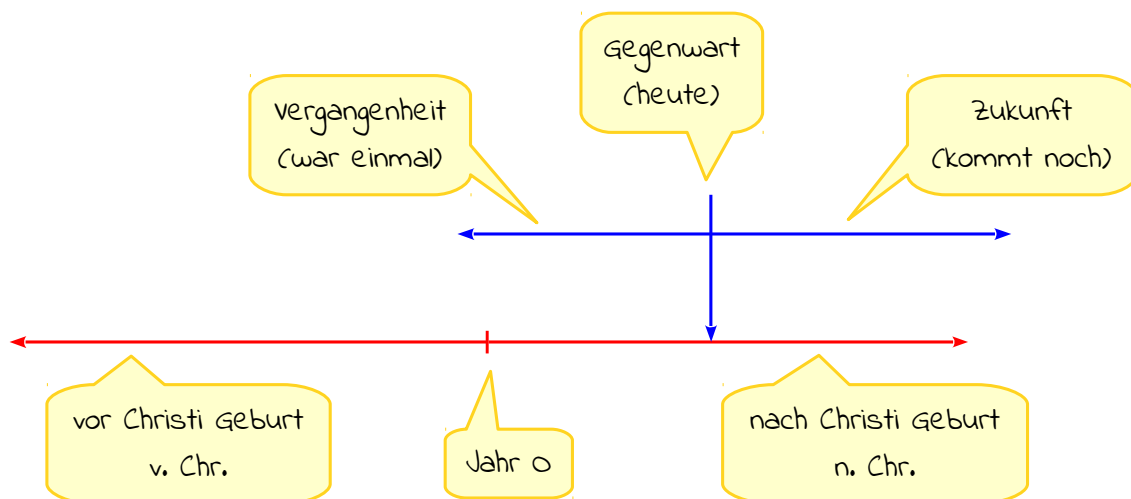 Gegenwart
(heute)
Vergangenheit
(war einmal)
Zukunft
(kommt noch)
vor Christi Geburt
v. Chr.
Jahr 0
nach Christi Geburt
n. Chr.